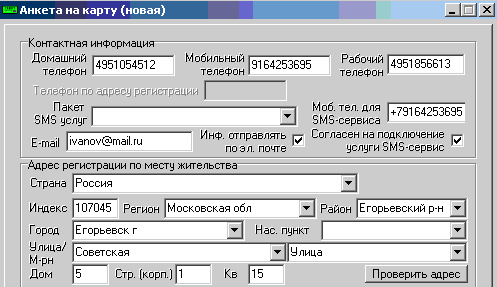 Анкета на карту (новая)
Контактная информация
Домашний телефон 4951054512 Мобильный телефон 9164253695 Рабочий телефон 4951856613
Телефон по адресу регистрации
Пакет SMS услуг Моб. тел. для SMS-сервиса +79164253695
E-mail ivanov@mail.ru Инф. отправлять по эл. почте Согласен на подключение услуги SMS-сервис
Адрес регистрации по месту жительства
Страна Россия
Индекс 107045 Регион Московская обл Район Егорьевский р-н
Город Егорьевск г Нас. пункт
Улица/М-рн Советская Улица
Дом 5 Стр. (корп.) 1 Кв 15 Проверить адрес